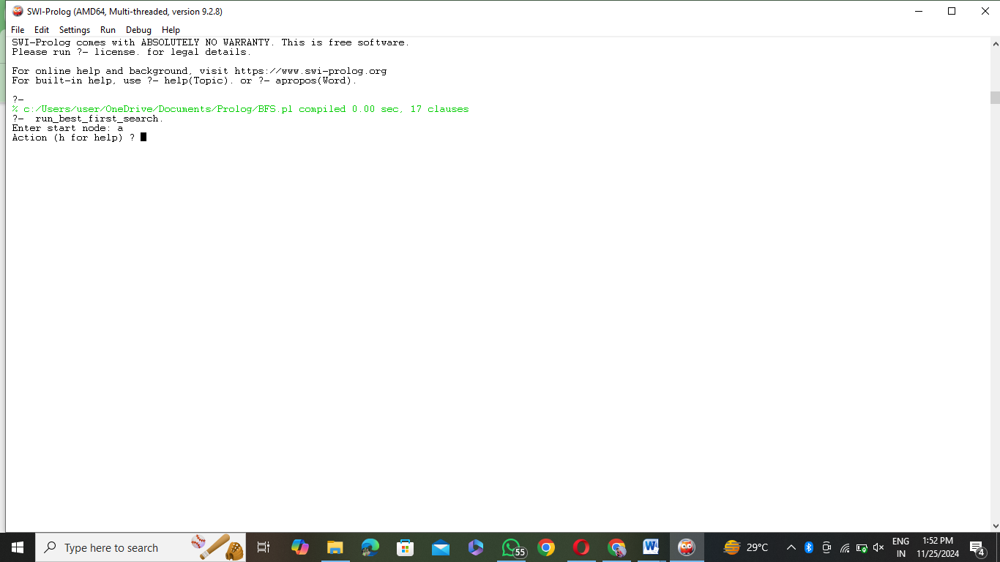 SWI-Prolog (AMD64, Multi-threaded, version 9.2.8)
File Edit Settings Run Debug Help
SWI-Prolog comes with ABSOLUTELY NO WARRANTY. This is free software.
Please run ?- license. for legal details.
For online help and background, visit https://www.swi-prolog.org
For built-in help, use ?- help(Topic). or ?- apropos(Word).
?-
% c:/Users/user/OneDrive/Documents/Prolog/BFS.pl compiled 0.00 sec, 17 clauses
?- run_best_first_search.
Enter start node: a
Action (h for help) ?
Type here to search
55
29°C
ENG
IN
1:52 PM
11/25/2024
4